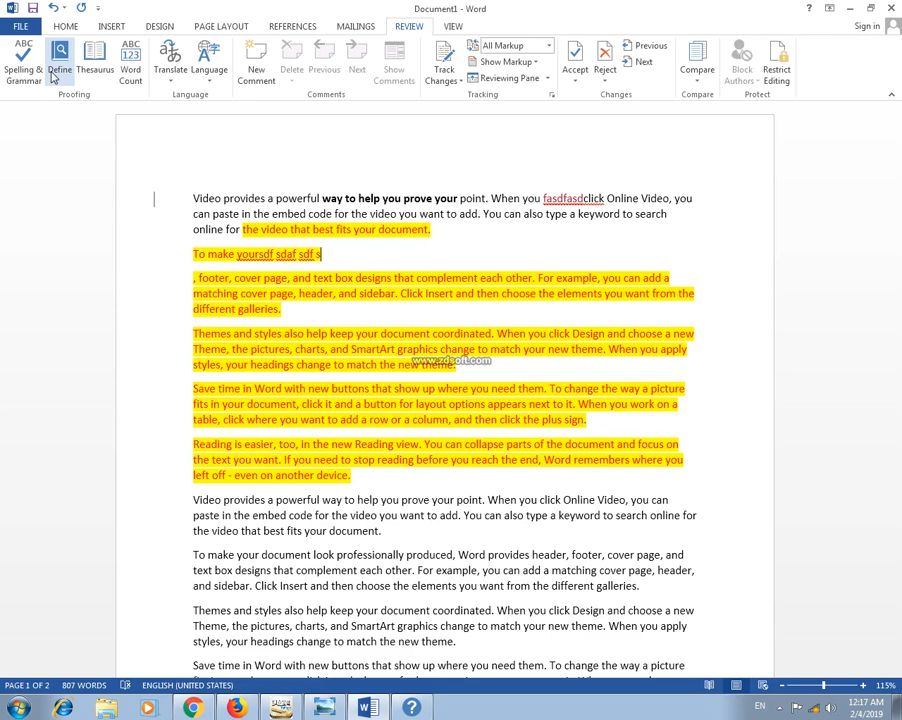 Document1 - Word
?
Sign in
FILE HOME INSERT DESIGN PAGE LAYOUT REFERENCES MAILINGS REVIEW VIEW
ABC Spelling & Grammar
Define
Thesaurus
ABC 123 Word Count
Proofing
Translate
Language
Language
New Comment
Delete
Previous
Next
Show Comments
Comments
Track Changes
All Markup
Show Markup
Reviewing Pane
Tracking
Accept
Reject
Previous
Next
Changes
Compare
Compare
Block Authors
Restrict Editing
Protect
Video provides a powerful way to help you prove your point. When you fasdfasdclick Online Video, you
can paste in the embed code for the video you want to add. You can also type a keyword to search
online for the video that best fits your document.
To make yoursdf sdaf sdf s
, footer, cover page, and text box designs that complement each other. For example, you can add a
matching cover page, header, and sidebar. Click Insert and then choose the elements you want from the
different galleries.
Themes and styles also help keep your document coordinated. When you click Design and choose a new
Theme, the pictures, charts, and SmartArt graphics change to match your new theme. When you apply
styles, your headings change to match the new theme.
www.zdsoft.com
Save time in Word with new buttons that show up where you need them. To change the way a picture
fits in your document, click it and a button for layout options appears next to it. When you work on a
table, click where you want to add a row or a column, and then click the plus sign.
Reading is easier, too, in the new Reading view. You can collapse parts of the document and focus on
the text you want. If you need to stop reading before you reach the end, Word remembers where you
left off - even on another device.
Video provides a powerful way to help you prove your point. When you click Online Video, you can
paste in the embed code for the video you want to add. You can also type a keyword to search online for
the video that best fits your document.
To make your document look professionally produced, Word provides header, footer, cover page, and
text box designs that complement each other. For example, you can add a matching cover page, header,
and sidebar. Click Insert and then choose the elements you want from the different galleries.
Themes and styles also help keep your document coordinated. When you click Design and choose a new
Theme, the pictures, charts, and SmartArt graphics change to match your new theme. When you apply
styles, your headings change to match the new theme.
Save time in Word with new buttons that show up where you need them. To change the way a picture
PAGE 1 OF 2 807 WORDS ENGLISH (UNITED STATES) 115%
EN 12:17 AM
2/4/2019